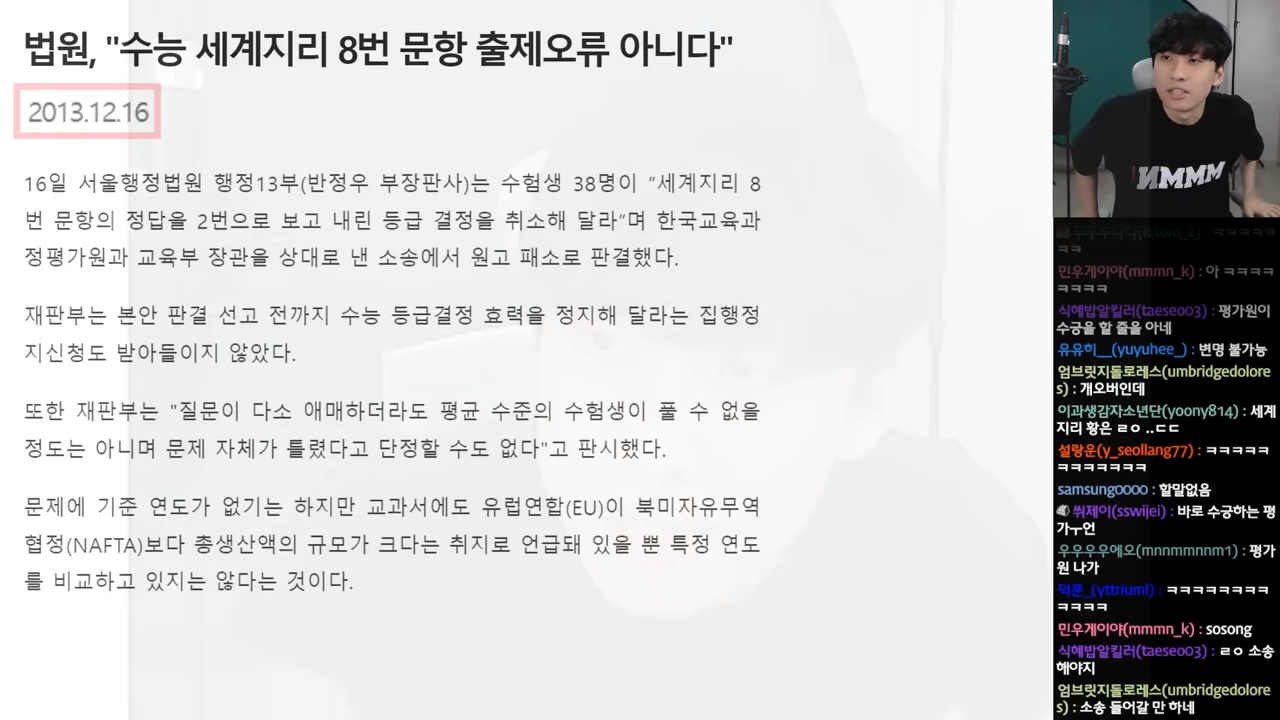 법원, "수능 세계지리 8번 문항 출제오류 아니다"
2013.12.16
16일 서울행정법원 행정13부(반정우 부장판사)는 수험생 38명이 “세계지리 8
번 문항의 정답을 2번으로 보고 내린 등급 결정을 취소해 달라”며 한국교육과
정평가원과 교육부 장관을 상대로 낸 소송에서 원고 패소로 판결했다.
재판부는 본안 판결 선고 전까지 수능 등급결정 효력을 정지해 달라는 집행정
지신청도 받아들이지 않았다.
또한 재판부는 "질문이 다소 애매하더라도 평균 수준의 수험생이 풀 수 없을
정도는 아니며 문제 자체가 틀렸다고 단정할 수도 없다"고 판시했다.
문제에 기준 연도가 없기는 하지만 교과서에도 유럽연합(EU)이 북미자유무역
협정(NAFTA)보다 총생산액의 규모가 크다는 취지로 언급돼 있을 뿐 특정 연도
를 비교하고 있지는 않다는 것이다.
MMM
ㅋㅋㅋㅋㅋ
ㅋㅋ
민우게이야(mmmn_k) : 아 ㅋㅋㅋㅋ
ㅋㅋㅋㅋ
식혜밥알킬러(taeseo03) : 평가원이
수긍을 할 줄을 아네
유유히__(yuyuhee_) : 변명 불가능
엄브릿지돌로레스(umbridgedolore
s) : 개오버인데
이과생감자소년단(yoony814) : 세계
지리 황은 ㄹㅇ ..ㄷㄷ
설랑운(y_seollang77) : ㅋㅋㅋㅋㅋ
ㅋㅋㅋㅋㅋㅋㅋ
samsung0000 : 할말없음
쒸제이(sswijei) : 바로 수긍하는 평
가ㅜ언
우우우우에오(mnnmmnnm1) : 평가
원 나가
덕푼_(yttriuml) : ㅋㅋㅋㅋㅋㅋㅋㅋ
ㅋㅋㅋㅋ
민우게이야(mmmn_k) : sosong
식혜밥알킬러(taeseo03) : ㄹㅇ 소송
해야지
엄브릿지돌로레스(umbridgedolore
s) : 소송 들어갈 만 하네